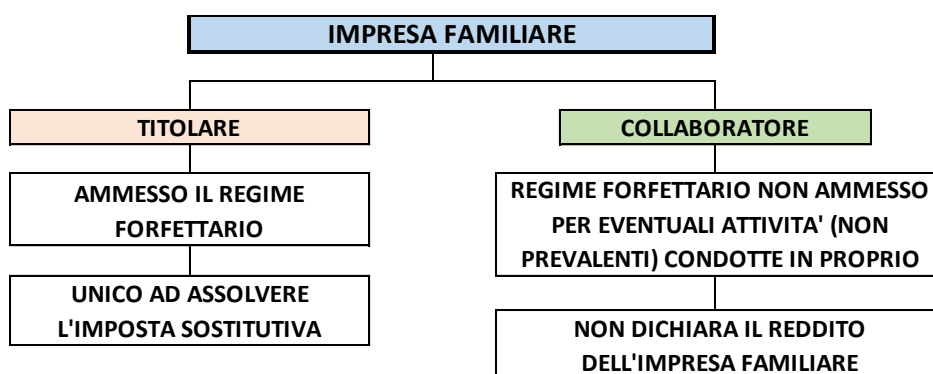 IMPRESA FAMILIARE
TITOLARE
AMMESSO IL REGIME
FORFETTARIO
UNICO AD ASSOLVERE
L'IMPOSTA SOSTITUTIVA
COLLABORATORE
REGIME FORFETTARIO NON AMMESSO
PER EVENTUALI ATTIVITA' (NON
PREVALENTI) CONDOTTE IN PROPRIO
NON DICHIARA IL REDDITO
DELL'IMPRESA FAMILIARE